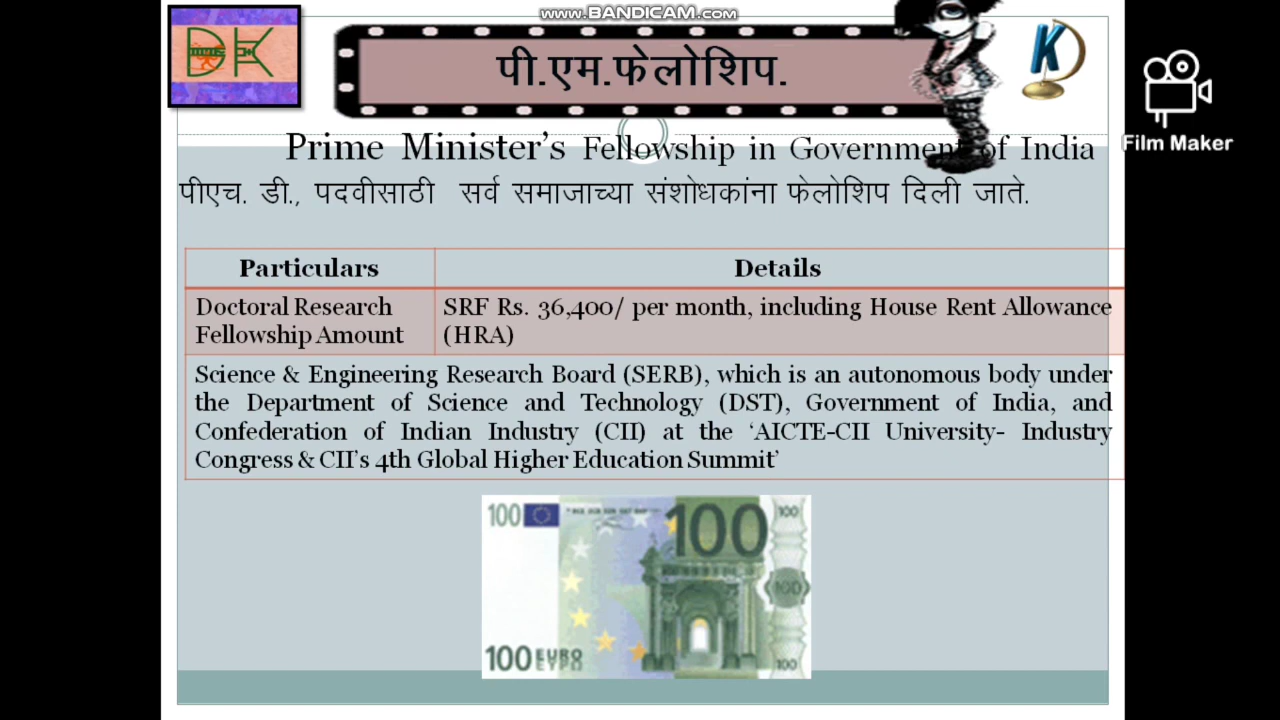 www.BANDICAM.com
DK
पी.एम.फेलोशिप.
K
Film Maker
Prime Minister’s Fellowship in Government of India
पीएच. डी., पदवीसाठी सर्व समाजाच्या संशोधकांना फेलोशिप दिली जाते.
Particulars Details
Doctoral Research SRF Rs. 36,400/ per month, including House Rent Allowance
Fellowship Amount (HRA)
Science & Engineering Research Board (SERB), which is an autonomous body under
the Department of Science and Technology (DST), Government of India, and
Confederation of Indian Industry (CII) at the ‘AICTE-CII University- Industry
Congress & CII’s 4th Global Higher Education Summit’
100 100 100
100
100 EURO 100
ΕΥΡΩ